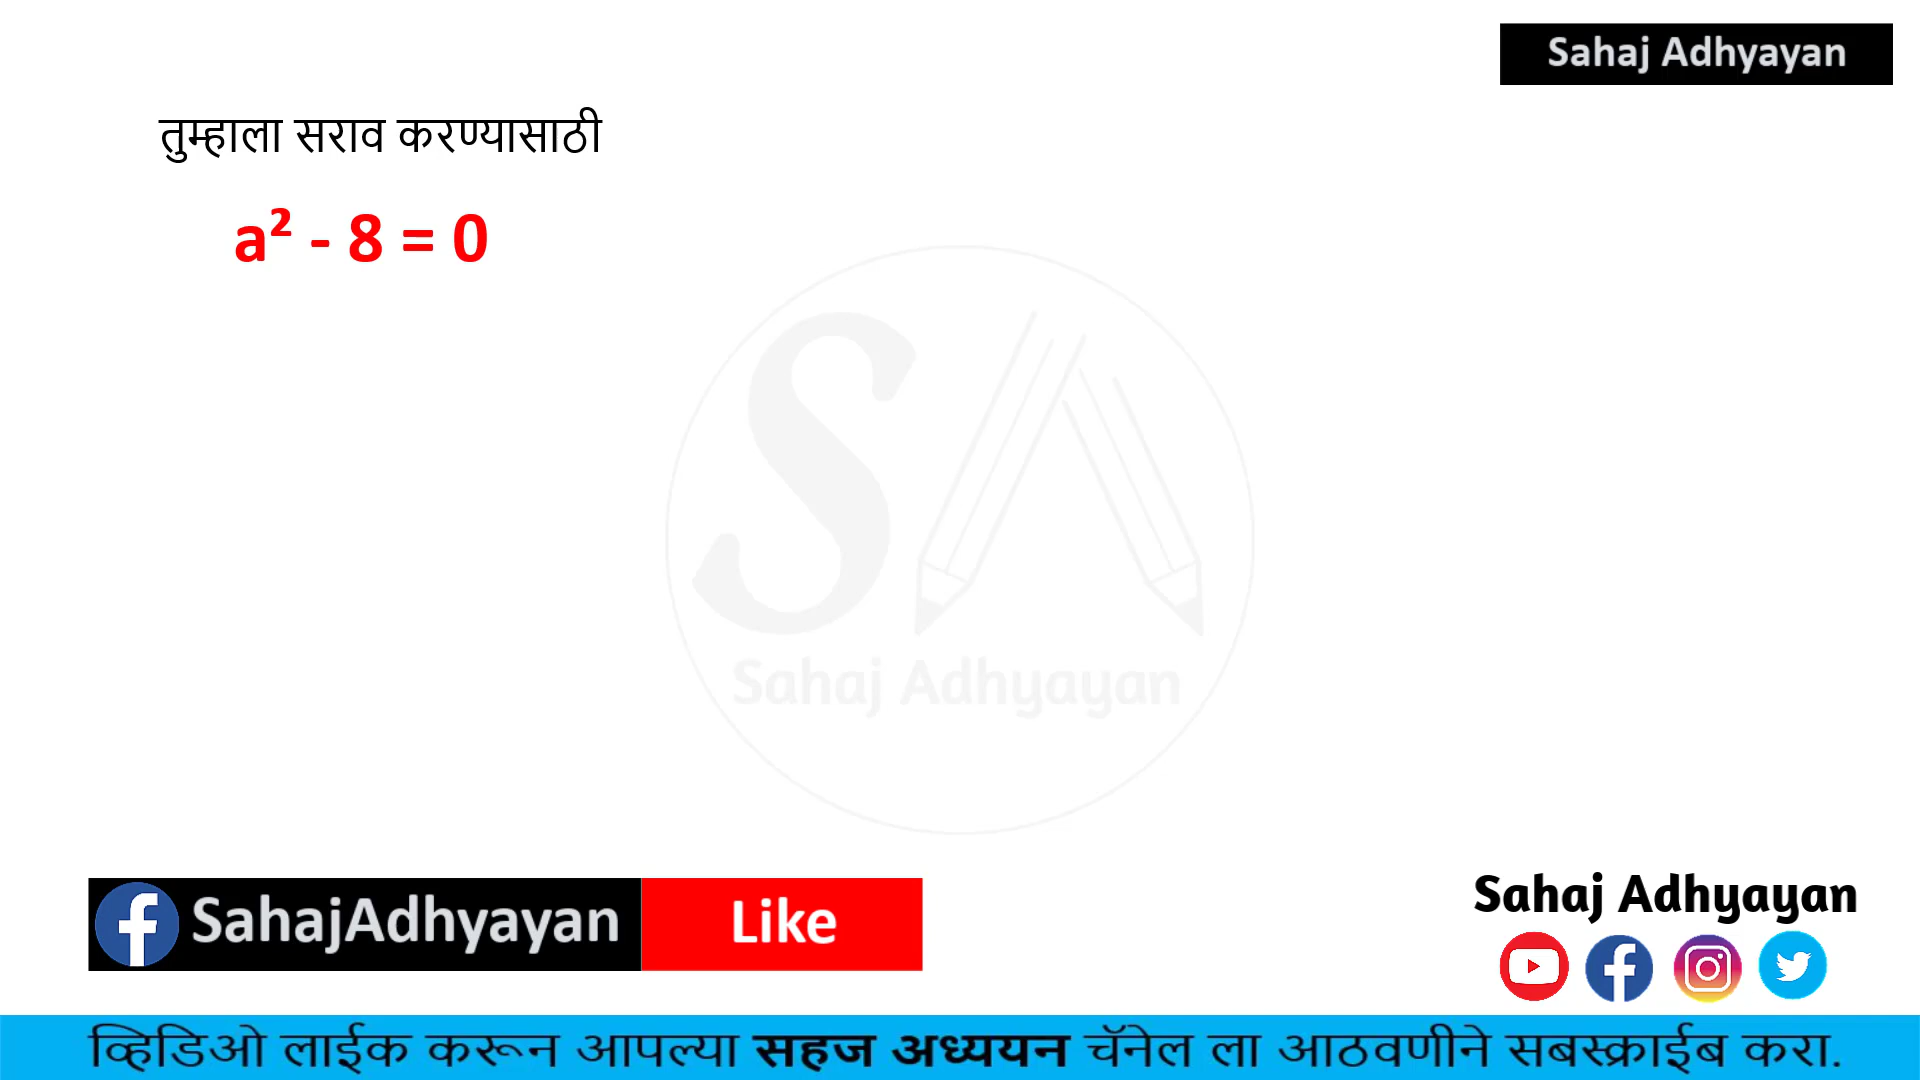 Sahaj Adhyayan
तुम्हाला सराव करण्यासाठी
a² - 8 = 0
SA
Sahaj Adhyayan
SahajAdhyayan Like
Sahaj Adhyayan
व्हिडिओ लाईक करून आपल्या सहज अध्ययन चॅनेल ला आठवणीने सबस्क्राईब करा.